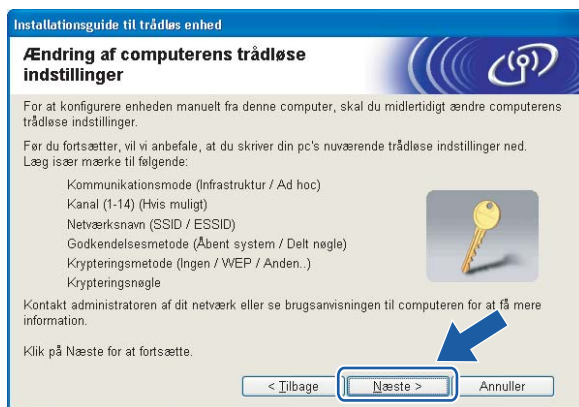 Installationsguide til trådløs enhed
Ændring af computerens trådløse
indstillinger
For at konfigurere enheden manuelt fra denne computer, skal du midlertidigt ændre computerens
trådløse indstillinger.
Før du fortsætter, vil vi anbefale, at du skriver din pc's nuværende trådløse indstillinger ned.
Læg især mærke til følgende:
Kommunikationsmode (Infrastruktur / Ad hoc)
Kanal (1-14) (Hvis muligt)
Netværksnavn (SSID / ESSID)
Godkendelsesmetode (Åbent system / Delt nøgle)
Krypteringsmetode (Ingen / WEP / Anden..)
Krypteringsnøgle
Kontakt administratoren af dit netværk eller se brugsanvisningen til computeren for at få mere
information.
Klik på Næste for at fortsætte.
< Tilbage Næste > Annuller